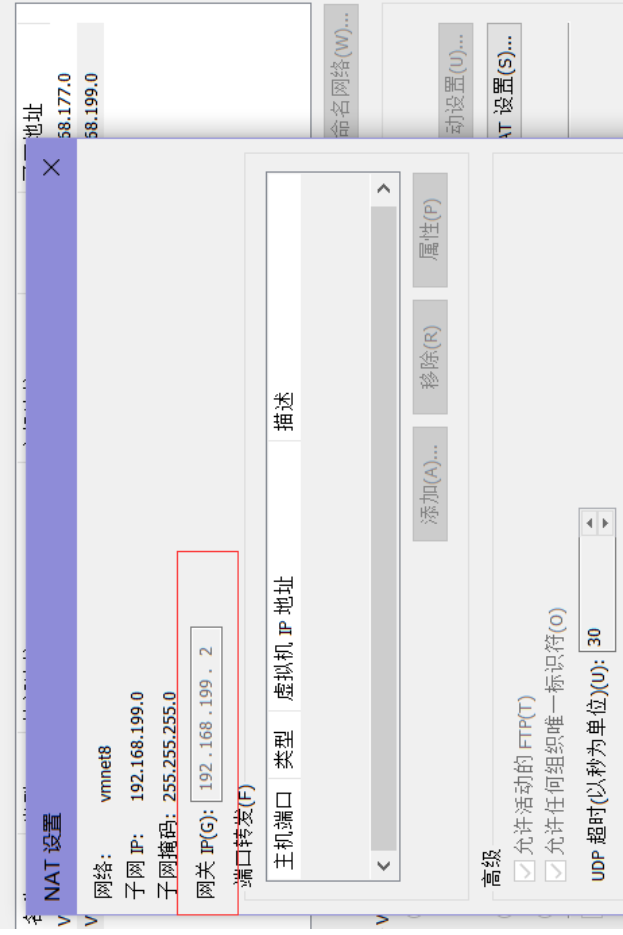 子网地址
68.177.0
68.199.0
命名网络(W)...
动设置(U)...
AT 设置(S)...
NAT 设置
网络: vmnet8
子网 IP: 192.168.199.0
子网掩码: 255.255.255.0
网关 IP(G): 192 .168 .199 . 2
端口转发(F)
主机端口 类型 虚拟机 IP 地址 描述
添加(A)... 移除(R) 属性(P)
高级
允许活动的 FTP(T)
允许任何组织唯一标识符(O)
UDP 超时(以秒为单位)(U): 30